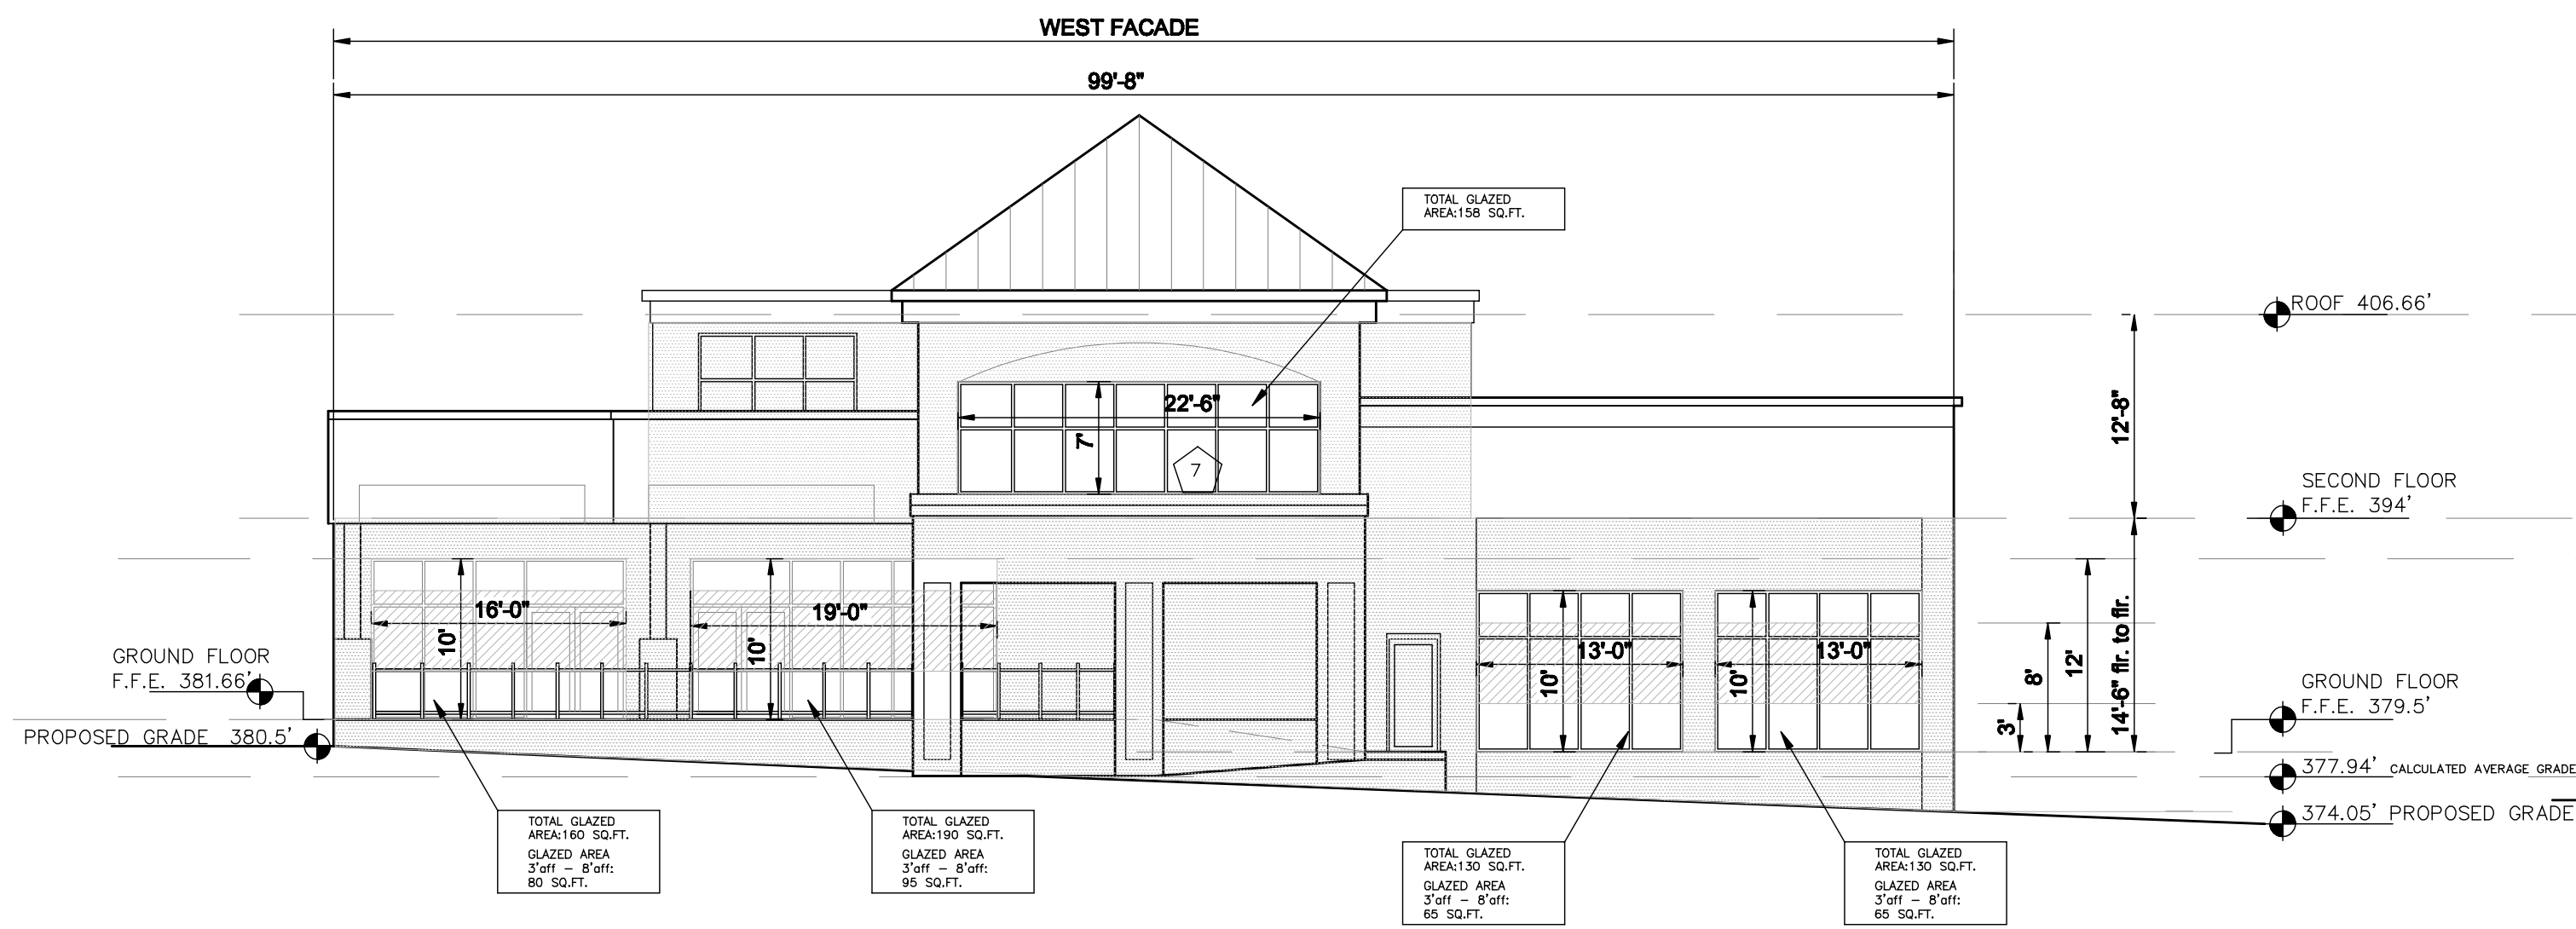 WEST FACADE
99'-8"
TOTAL GLAZED
AREA:158 SQ.FT.
ROOF 406.66'
12'-8"
22'-6"
7'
7
SECOND FLOOR
F.F.E. 394'
16'-0"
10'
19'-0"
10'
13'-0"
10'
13'-0"
10'
3'
8'
12'
14'-6" flr. to flr.
GROUND FLOOR
F.F.E. 381.66'
PROPOSED GRADE 380.5'
GROUND FLOOR
F.F.E. 379.5'
377.94' CALCULATED AVERAGE GRADE
374.05' PROPOSED GRADE
TOTAL GLAZED
AREA:160 SQ.FT.
GLAZED AREA
3'aff - 8'aff:
80 SQ.FT.
TOTAL GLAZED
AREA:190 SQ.FT.
GLAZED AREA
3'aff - 8'aff:
95 SQ.FT.
TOTAL GLAZED
AREA:130 SQ.FT.
GLAZED AREA
3'aff - 8'aff:
65 SQ.FT.
TOTAL GLAZED
AREA:130 SQ.FT.
GLAZED AREA
3'aff - 8'aff:
65 SQ.FT.